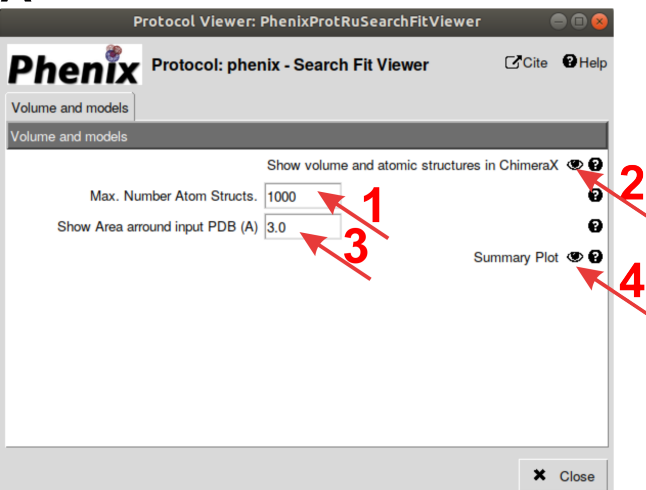 Protocol Viewer: PhenixProtRuSearchFitViewer
Phenix Protocol: phenix - Search Fit Viewer Cite Help
Volume and models
Volume and models
Show volume and atomic structures in ChimeraX
2
Max. Number Atom Structs. 1000
1
Show Area arround input PDB (A) 3.0
3
Summary Plot
4
Close